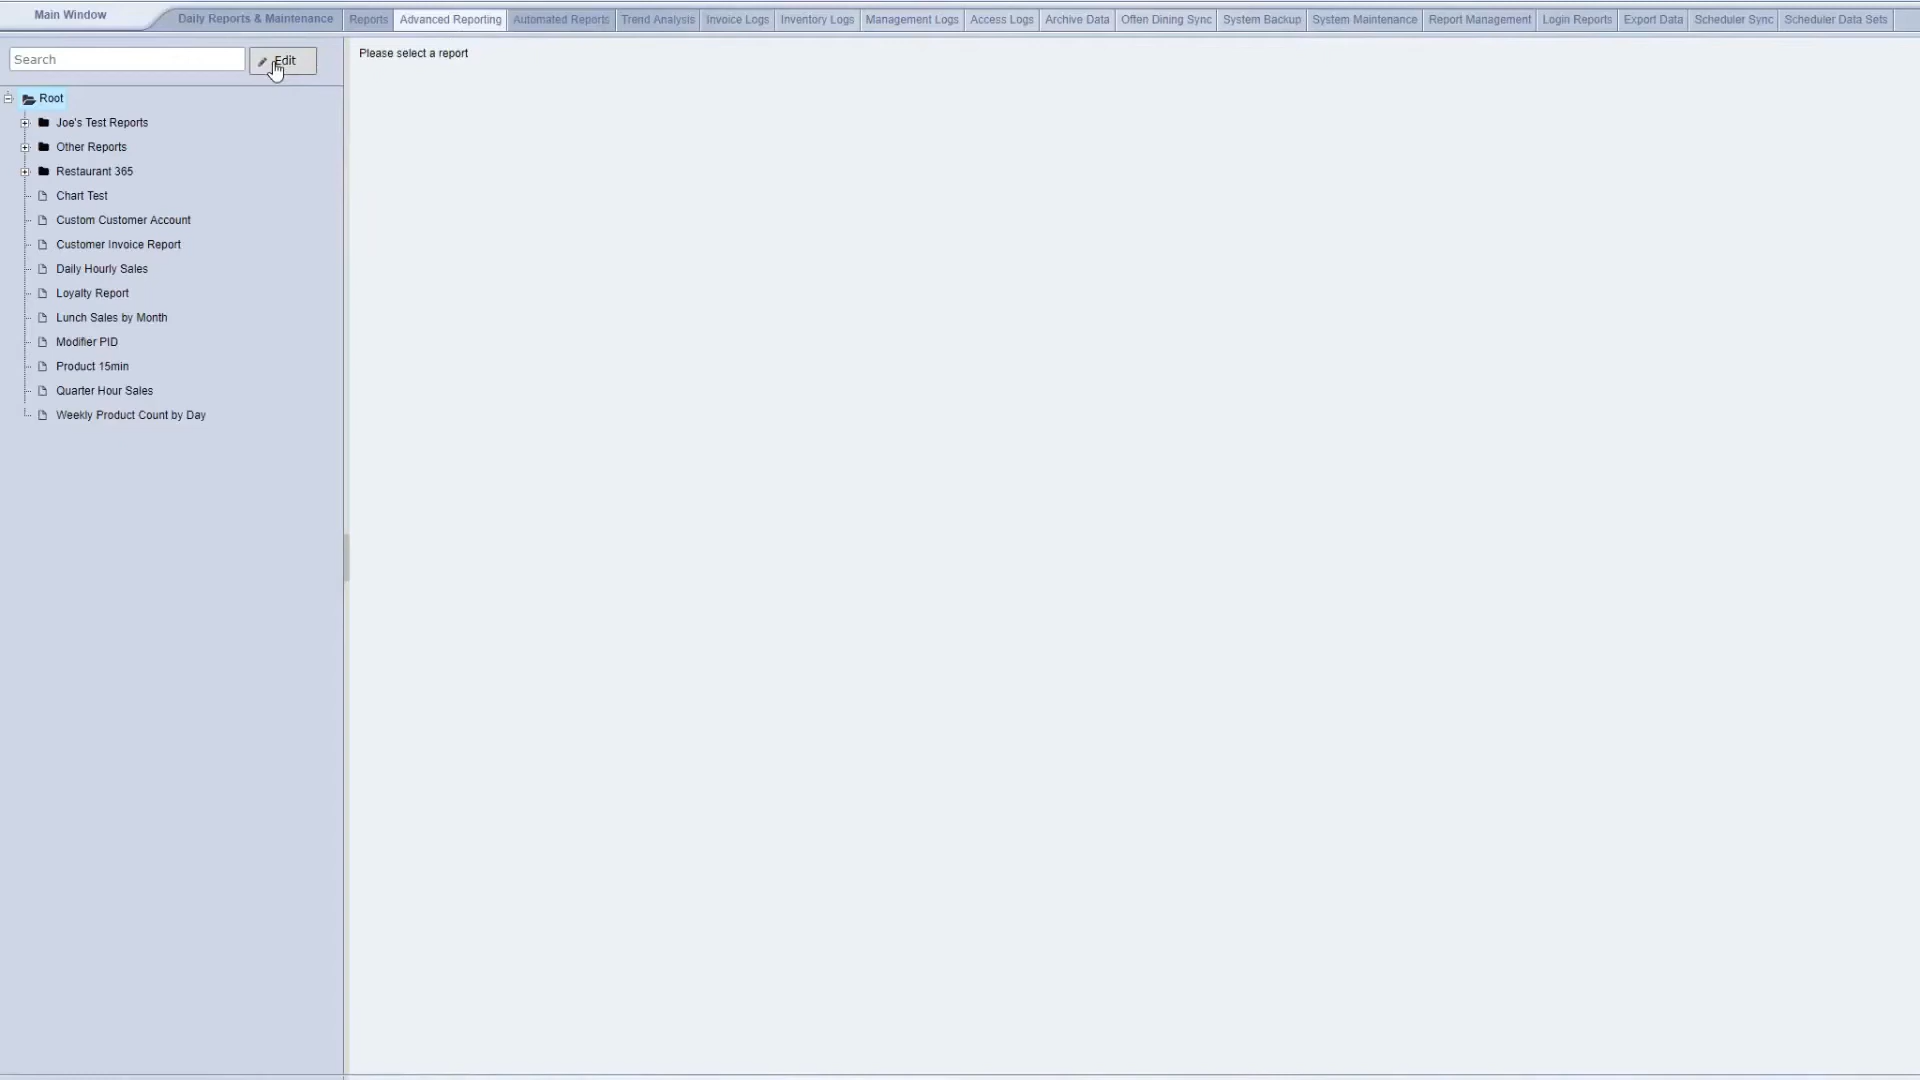 Main Window
Daily Reports & Maintenance
Reports
Advanced Reporting
Automated Reports
Trend Analysis
Invoice Logs
Inventory Logs
Management Logs
Access Logs
Archive Data
Often Dining Sync
System Backup
System Maintenance
Report Management
Login Reports
Export Data
Scheduler Sync
Scheduler Data Sets
Search
Edit
Please select a report
Root
Joe's Test Reports
Other Reports
Restaurant 365
Chart Test
Custom Customer Account
Customer Invoice Report
Daily Hourly Sales
Loyalty Report
Lunch Sales by Month
Modifier PID
Product 15min
Quarter Hour Sales
Weekly Product Count by Day